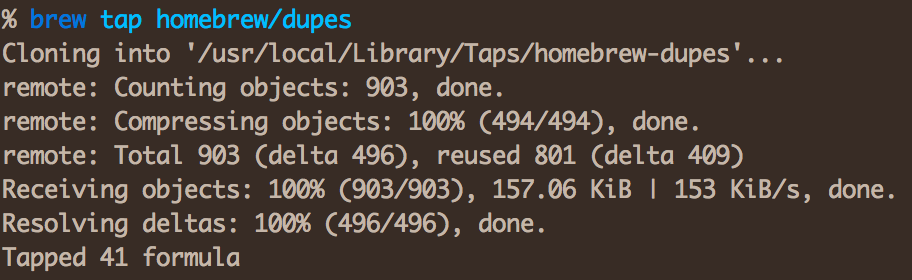 % brew tap homebrew/dupes
Cloning into '/usr/local/Library/Taps/homebrew-dupes'...
remote: Counting objects: 903, done.
remote: Compressing objects: 100% (494/494), done.
remote: Total 903 (delta 496), reused 801 (delta 409)
Receiving objects: 100% (903/903), 157.06 KiB | 153 KiB/s, done.
Resolving deltas: 100% (496/496), done.
Tapped 41 formula